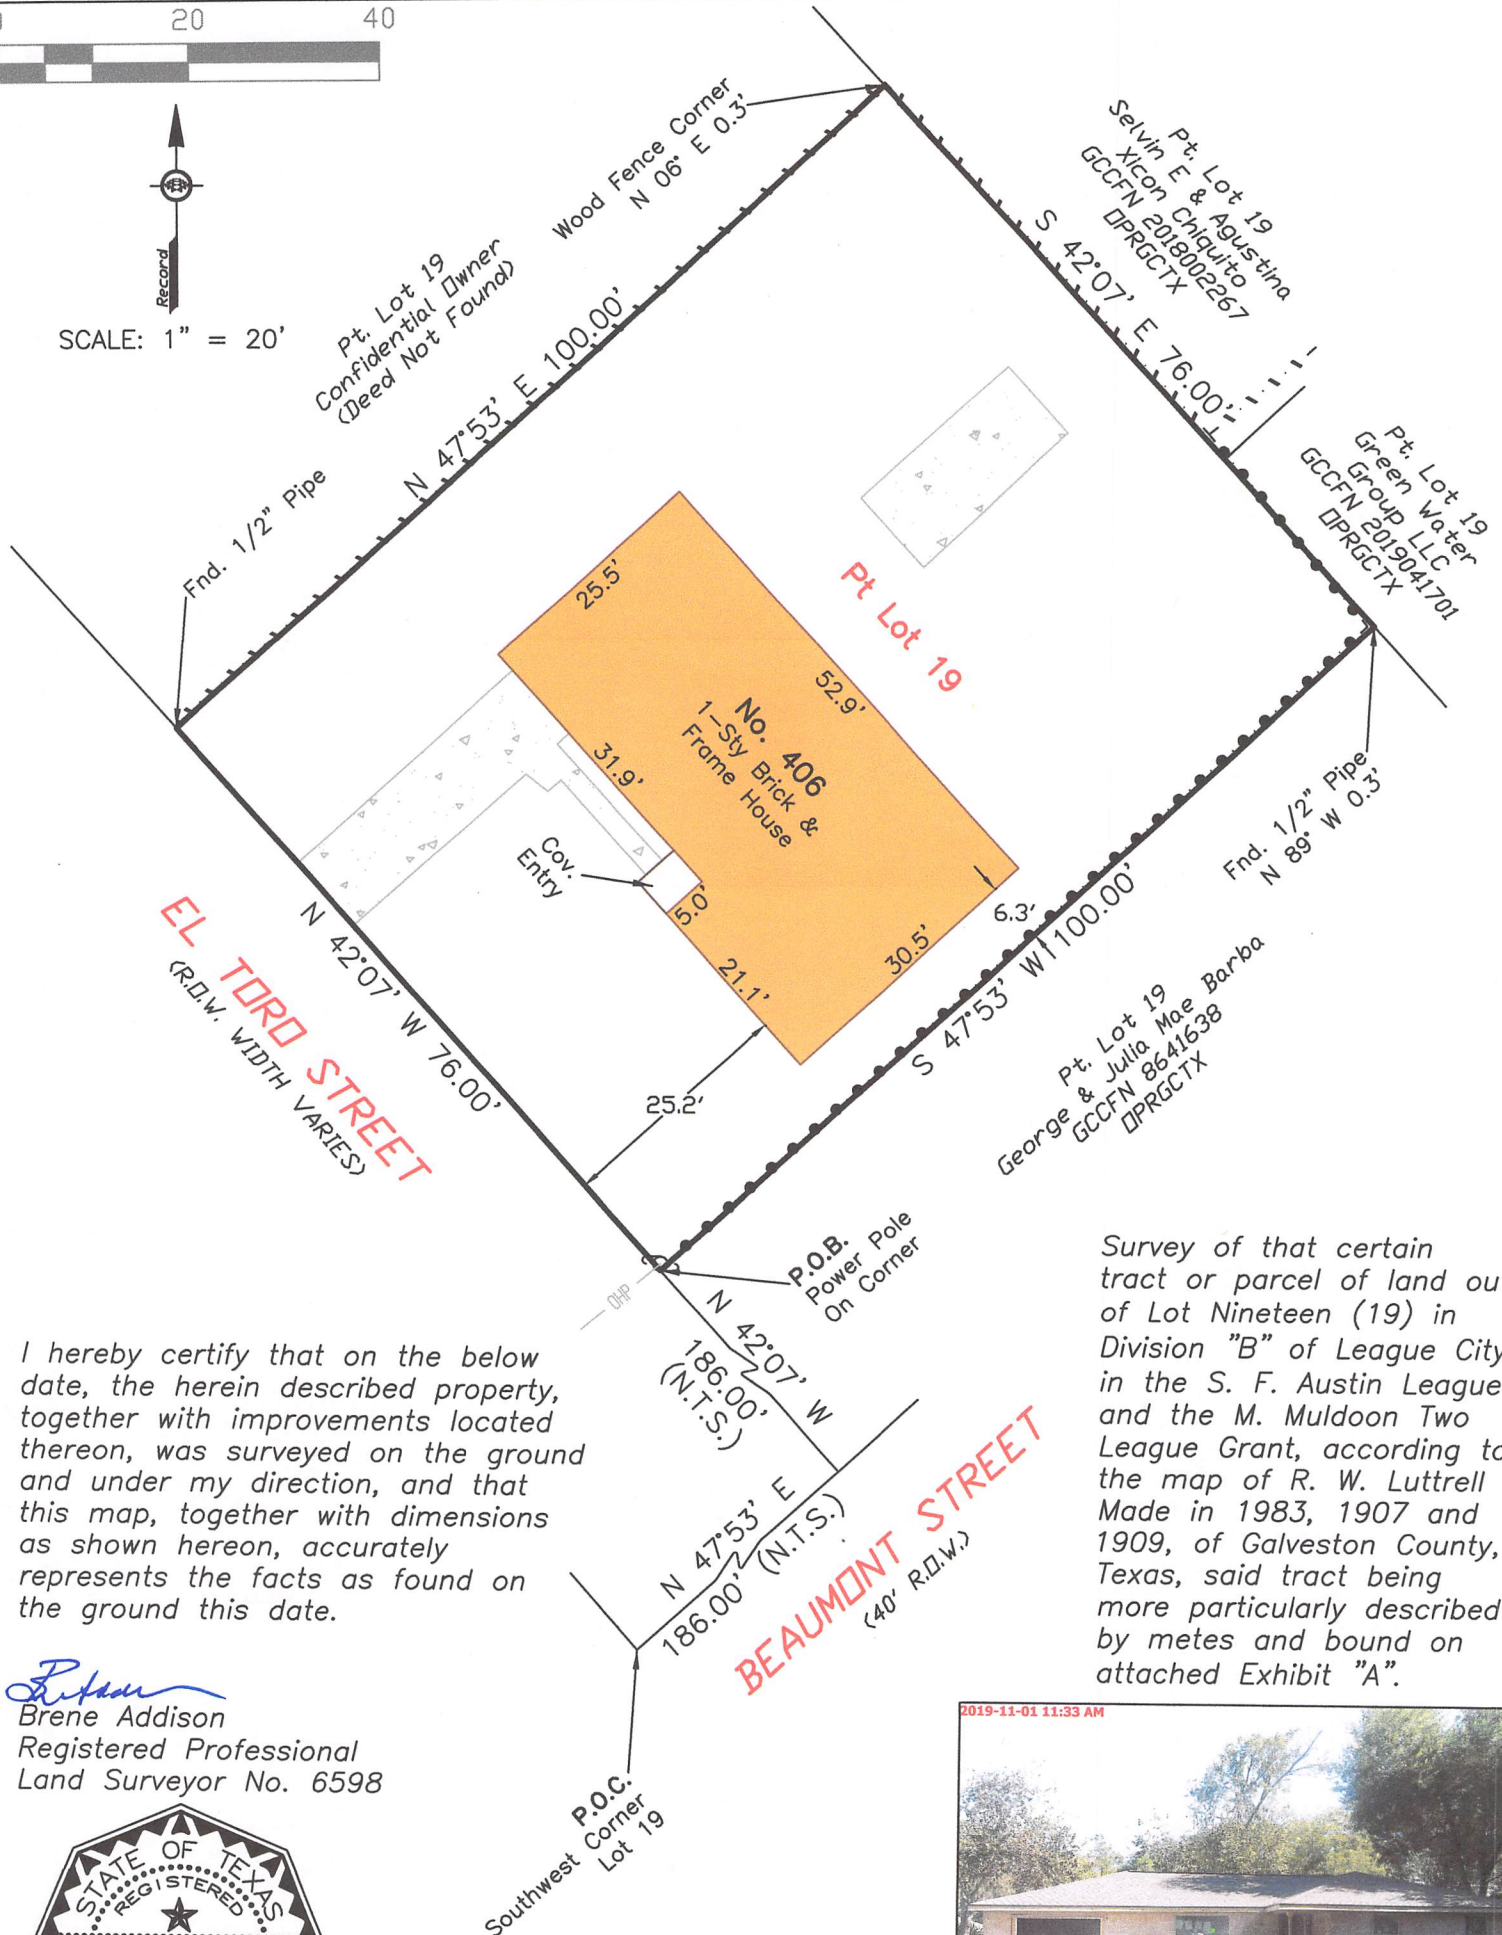 20
40
Record
SCALE: 1" = 20'
Wood Fence Corner
N 06° E 0.3'
Pt. Lot 19
Confidential Owner
(Deed Not Found)
N 47°53' E 100.00'
Fnd. 1/2" Pipe
Pt. Lot 19
Selvin E & Agustina
Xicon Chiquito
GCCFN 2018002267
OPRGCTX
S 42°07' E 76.00'
Pt. Lot 19
Green Water
Group LLC
GCCFN 2019041701
OPRGCTX
Pt Lot 19
25.5'
52.9'
No. 406
1-Sty Brick &
Frame House
31.9'
Cov.
Entry
5.0'
21.1'
30.5'
6.3'
Fnd. 1/2" Pipe
N 89° W 0.3'
S 47°53' W 100.00'
Pt. Lot 19
George & Julia Mae Barba
GCCFN 8641638
OPRGCTX
N 42°07' W 76.00'
EL TORO STREET
(R.O.W. WIDTH VARIES)
25.2'
P.O.B.
Power Pole
On Corner
OHP
N 42°07' W
186.00'
(N.T.S.)
N 47°53' E
186.00' (N.T.S.)
BEAUMONT STREET
(40' R.O.W.)
P.O.C.
Southwest Corner
Lot 19
I hereby certify that on the below
date, the herein described property,
together with improvements located
thereon, was surveyed on the ground
and under my direction, and that
this map, together with dimensions
as shown hereon, accurately
represents the facts as found on
the ground this date.
Brene Addison
Registered Professional
Land Surveyor No. 6598
STATE OF TEXAS
REGISTERED
Survey of that certain
tract or parcel of land ou
of Lot Nineteen (19) in
Division "B" of League City
in the S. F. Austin League
and the M. Muldoon Two
League Grant, according to
the map of R. W. Luttrell
Made in 1983, 1907 and
1909, of Galveston County,
Texas, said tract being
more particularly described
by metes and bound on
attached Exhibit "A".
2019-11-01 11:33 AM